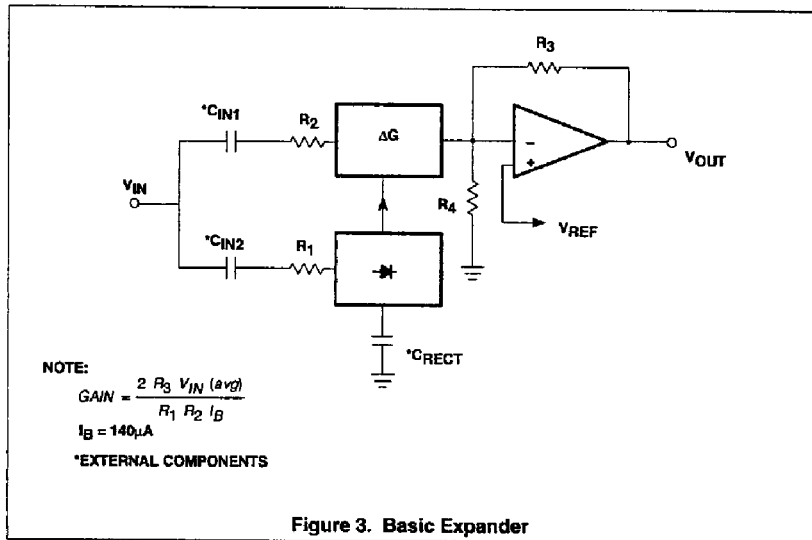 R3
*CIN1
R2
ΔG
−
+
VOUT
VIN
R4
VREF
*CIN2
R1
*CRECT
NOTE:
GAIN = 2 R3 VIN (avg) / R1 R2 IB
IB = 140µA
*EXTERNAL COMPONENTS
Figure 3. Basic Expander